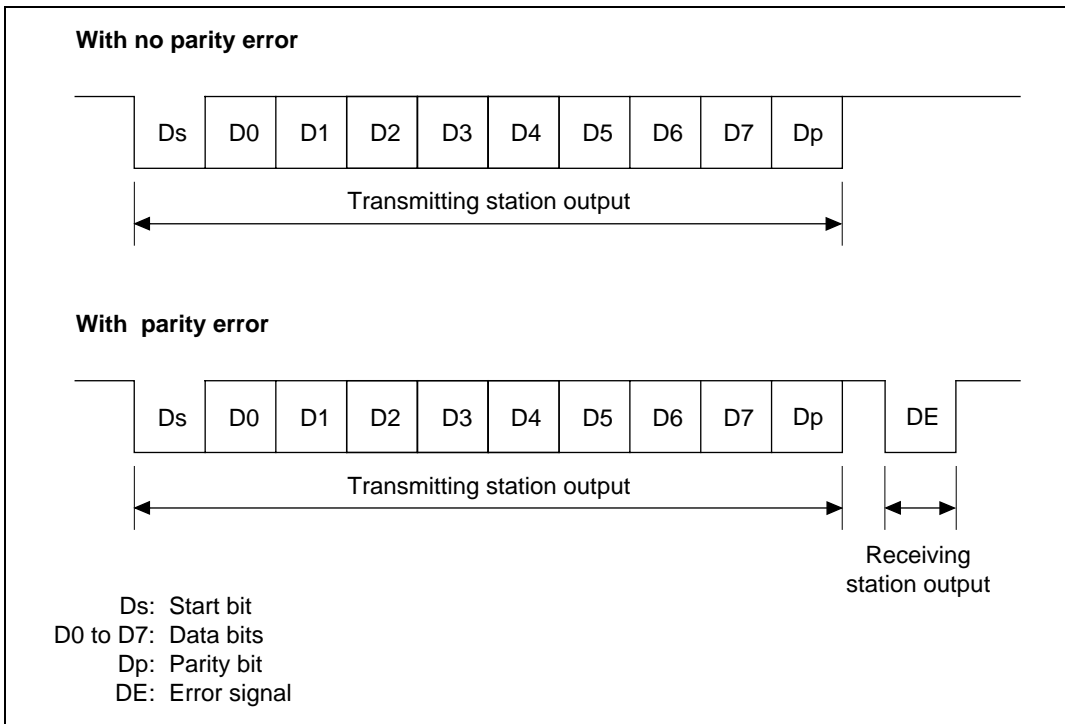 With no parity error
Ds D0 D1 D2 D3 D4 D5 D6 D7 Dp
Transmitting station output
With parity error
Ds D0 D1 D2 D3 D4 D5 D6 D7 Dp DE
Transmitting station output
Receiving
station output
Ds: Start bit
D0 to D7: Data bits
Dp: Parity bit
DE: Error signal